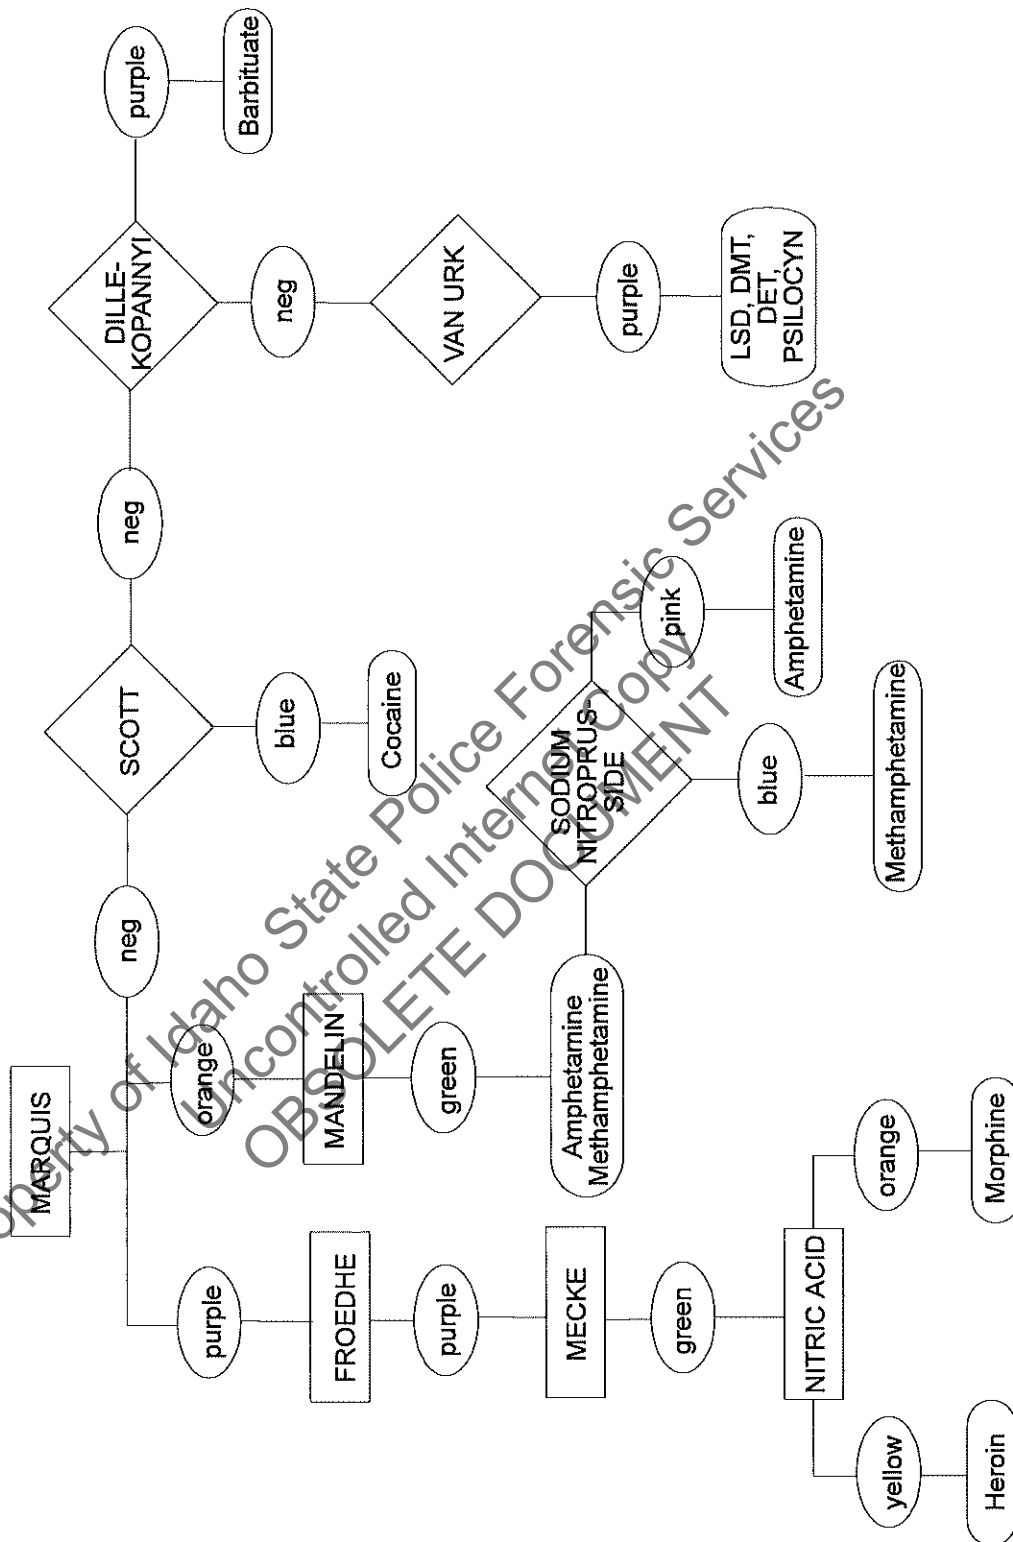 MARQUIS
purple
FROEDHE
purple
MECKE
green
NITRIC ACID
yellow
Heroin
orange
Morphine
orange
MANDELIN
green
Amphetamine
Methamphetamine
SODIUM
NITROPRUS-
SIDE
blue
Methamphetamine
pink
Amphetamine
neg
SCOTT
blue
Cocaine
neg
DILLE-
KOPANNYI
purple
Barbituate
neg
VAN URK
purple
LSD, DMT,
DET,
PSILOCYN
operty of Idaho State Police Forensic Services
Uncontrolled Internal Copy
OBSOLETE DOCUMENT